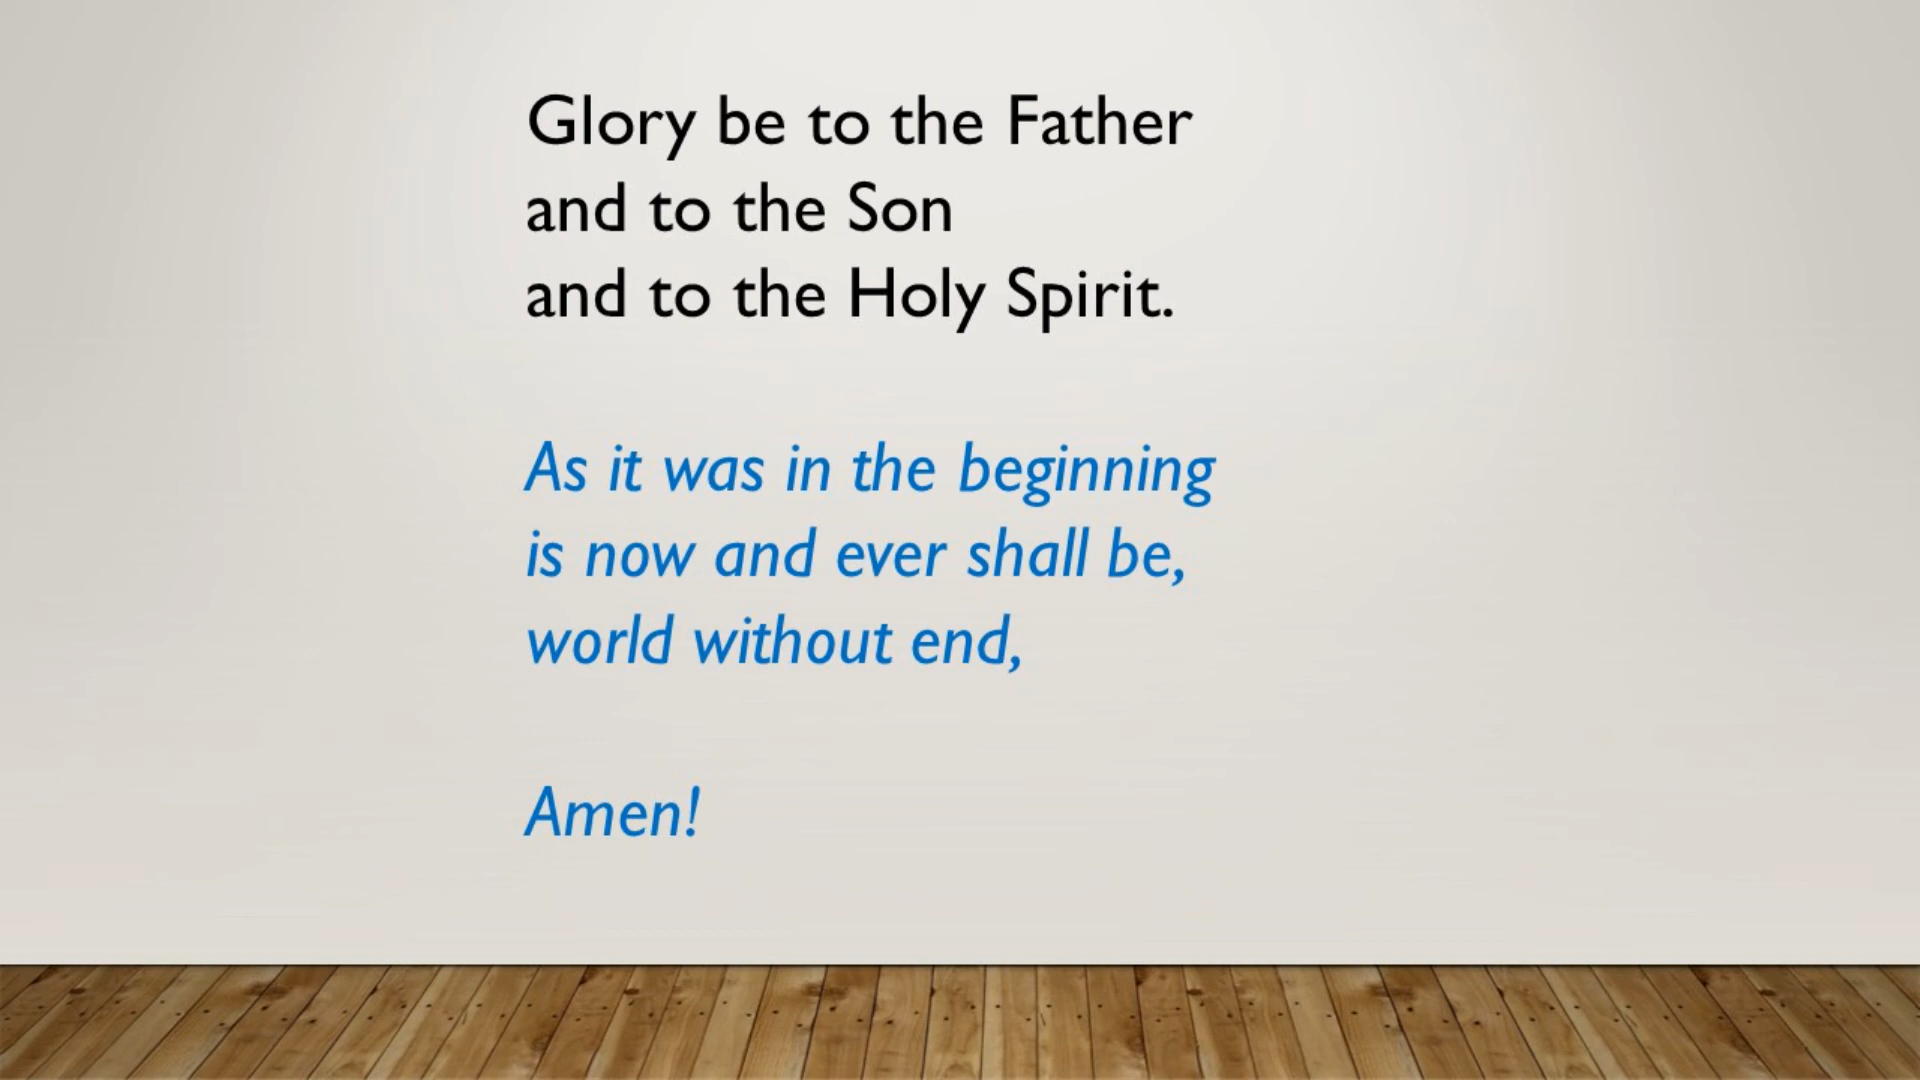 Glory be to the Father
and to the Son
and to the Holy Spirit.
As it was in the beginning
is now and ever shall be,
world without end,
Amen!